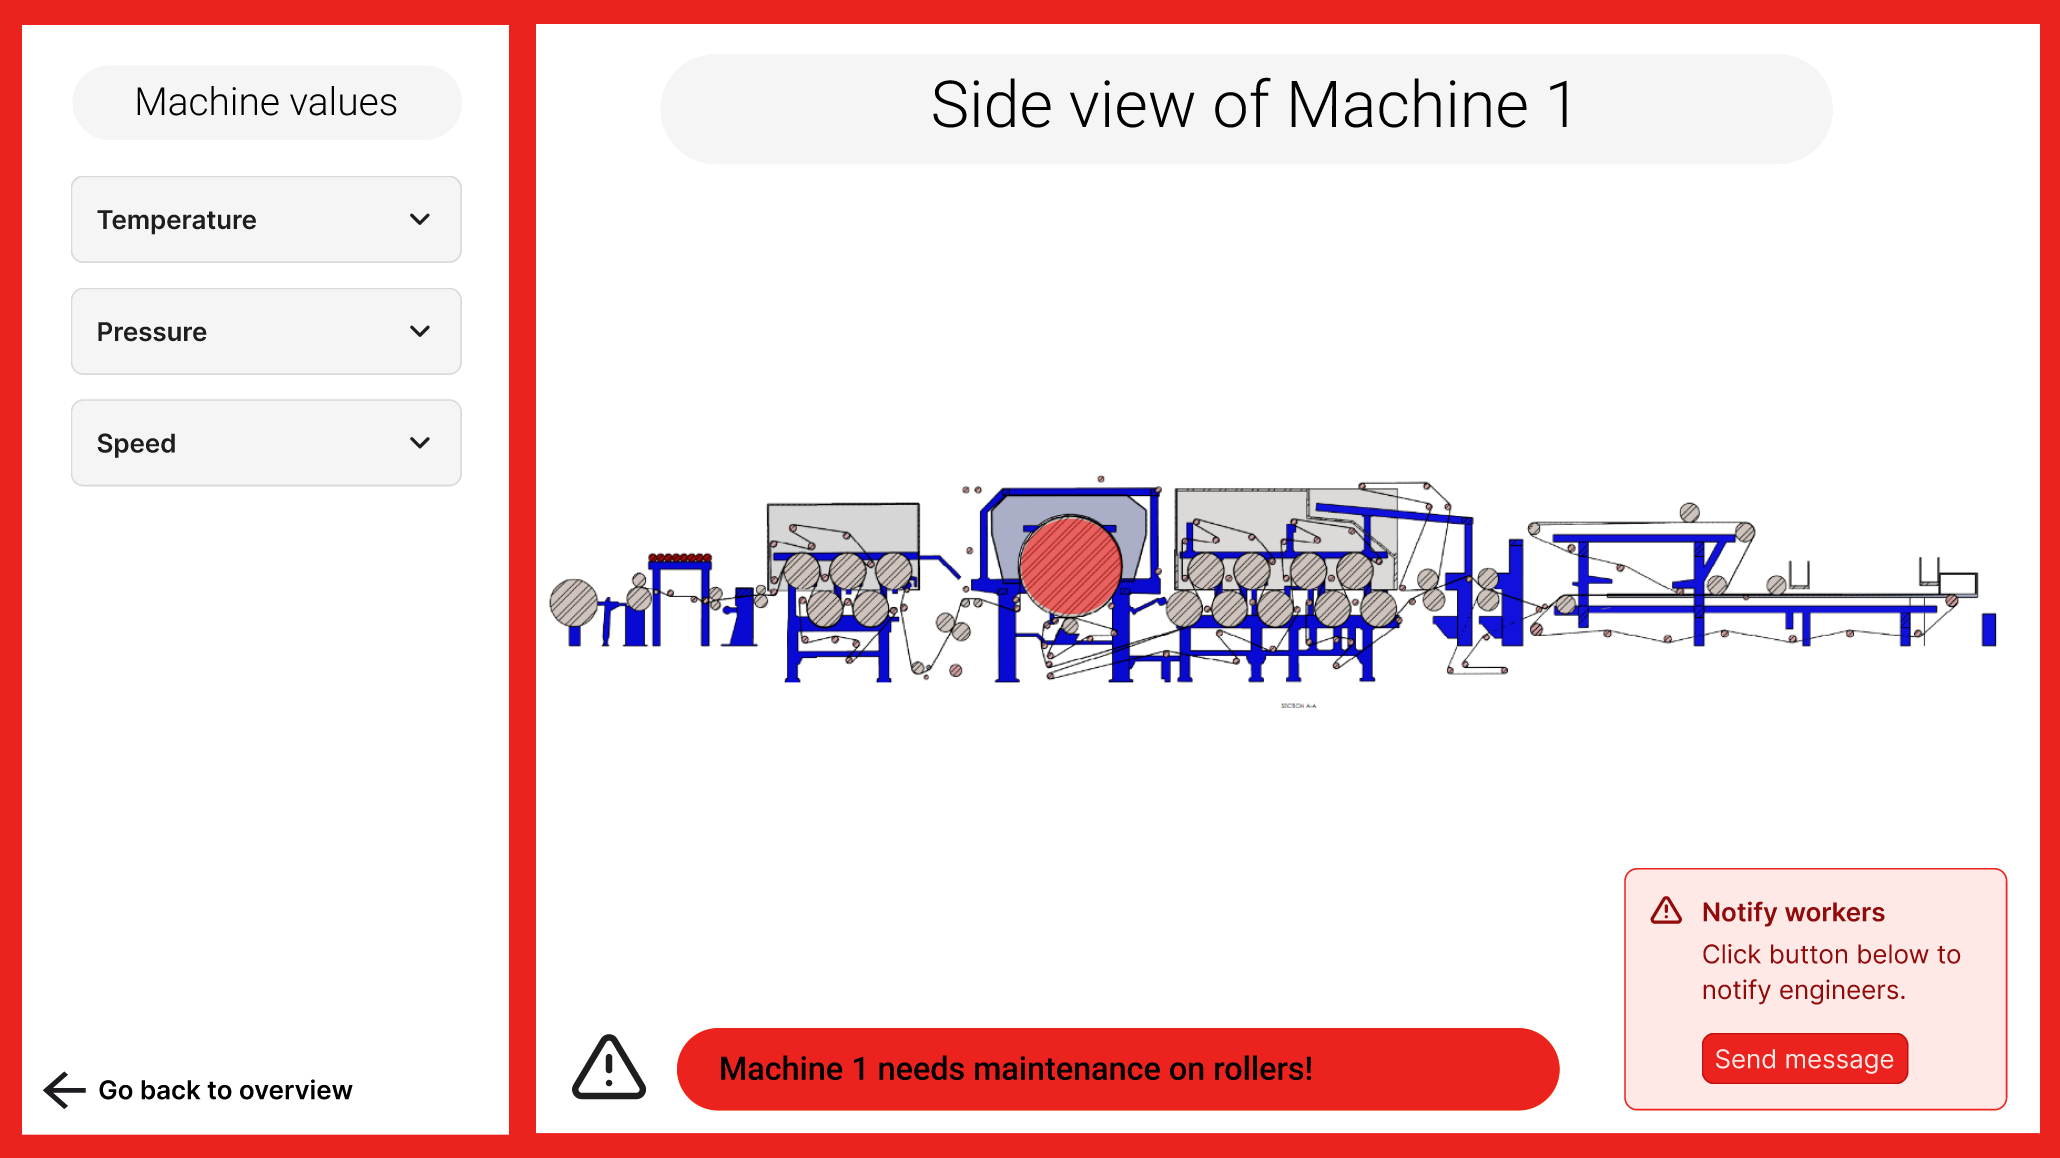 Machine values
Temperature
Pressure
Speed
Go back to overview
Side view of Machine 1
SECTION A-A
Machine 1 needs maintenance on rollers!
Notify workers
Click button below to
notify engineers.
Send message